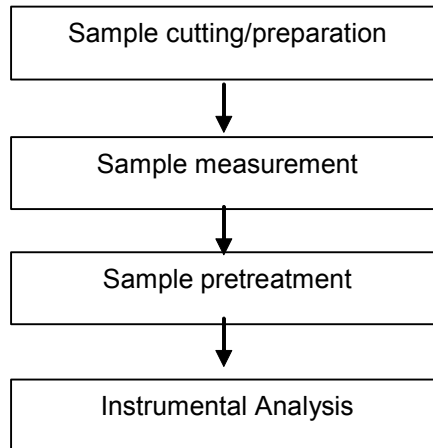 Sample cutting/preparation
Sample measurement
Sample pretreatment
Instrumental Analysis